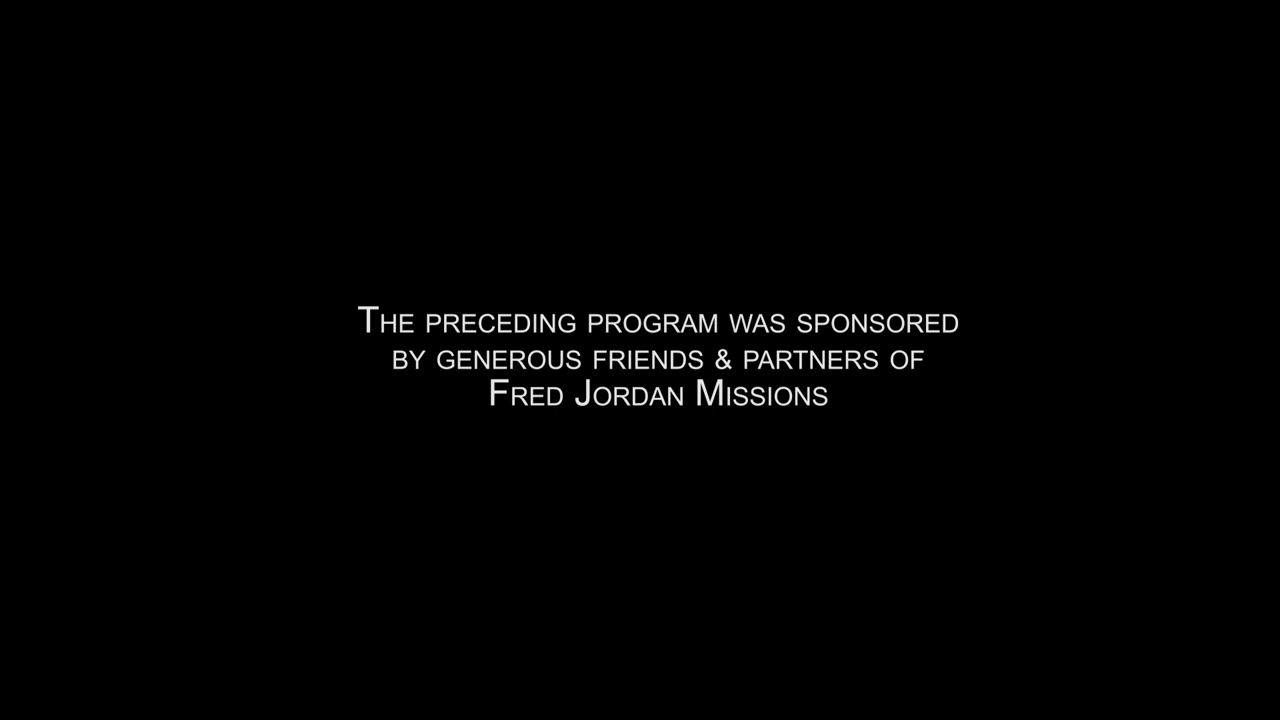 The preceding program was sponsored
by generous friends & partners of
Fred Jordan Missions